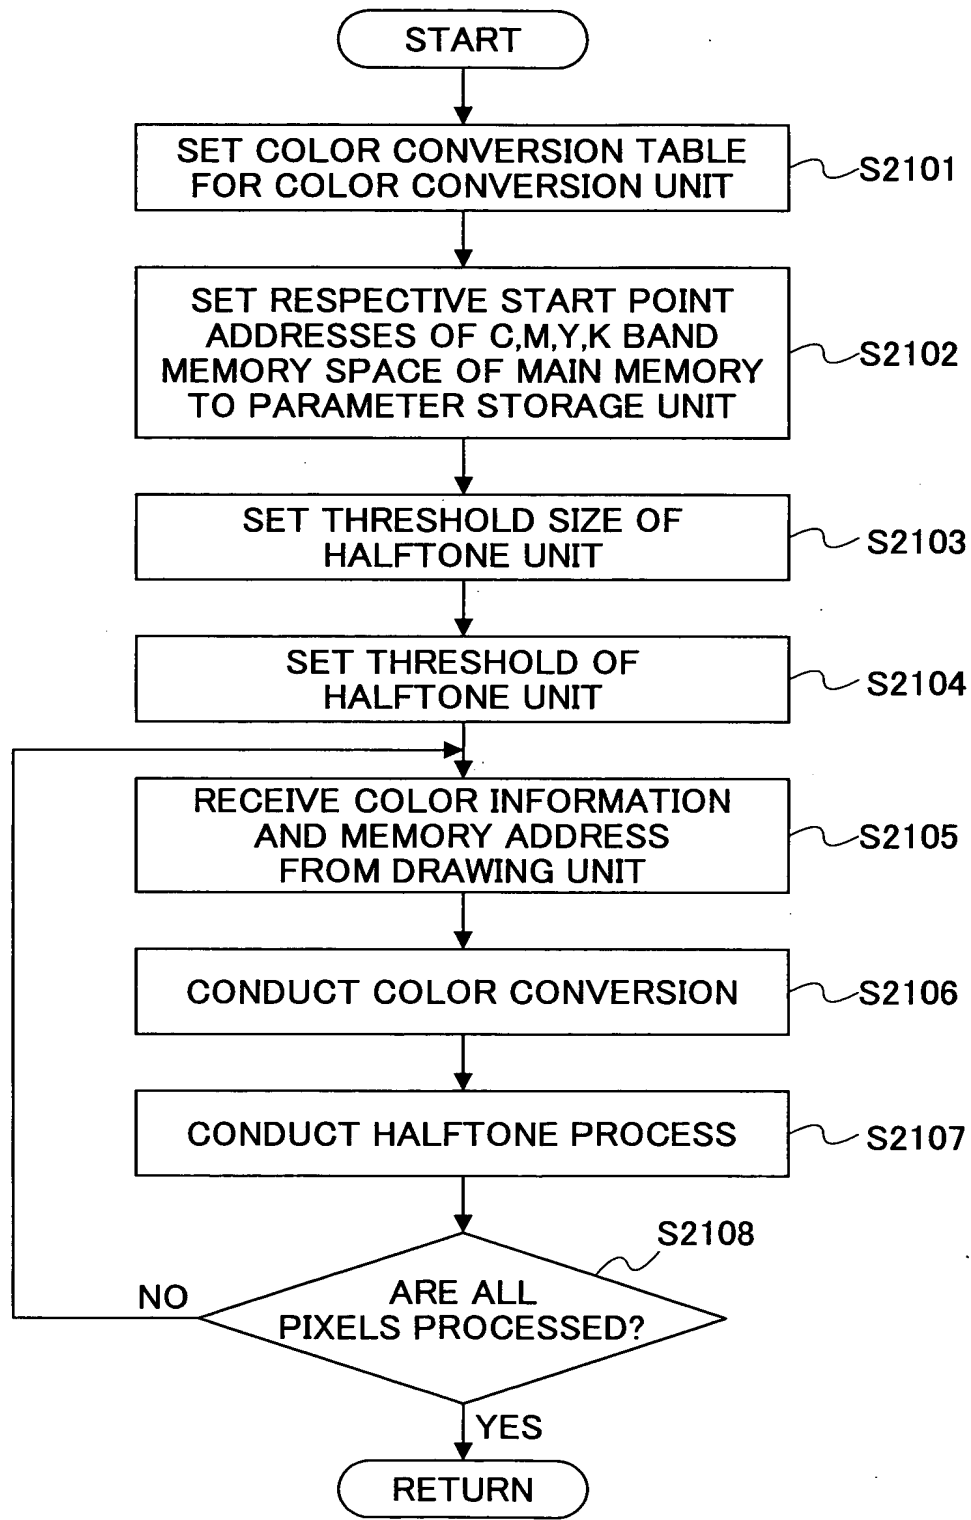 START
SET COLOR CONVERSION TABLE
FOR COLOR CONVERSION UNIT
S2101
SET RESPECTIVE START POINT
ADDRESSES OF C,M,Y,K BAND
MEMORY SPACE OF MAIN MEMORY
TO PARAMETER STORAGE UNIT
S2102
SET THRESHOLD SIZE OF
HALFTONE UNIT
S2103
SET THRESHOLD OF
HALFTONE UNIT
S2104
RECEIVE COLOR INFORMATION
AND MEMORY ADDRESS
FROM DRAWING UNIT
S2105
CONDUCT COLOR CONVERSION
S2106
CONDUCT HALFTONE PROCESS
S2107
S2108
ARE ALL
PIXELS PROCESSED?
NO
YES
RETURN